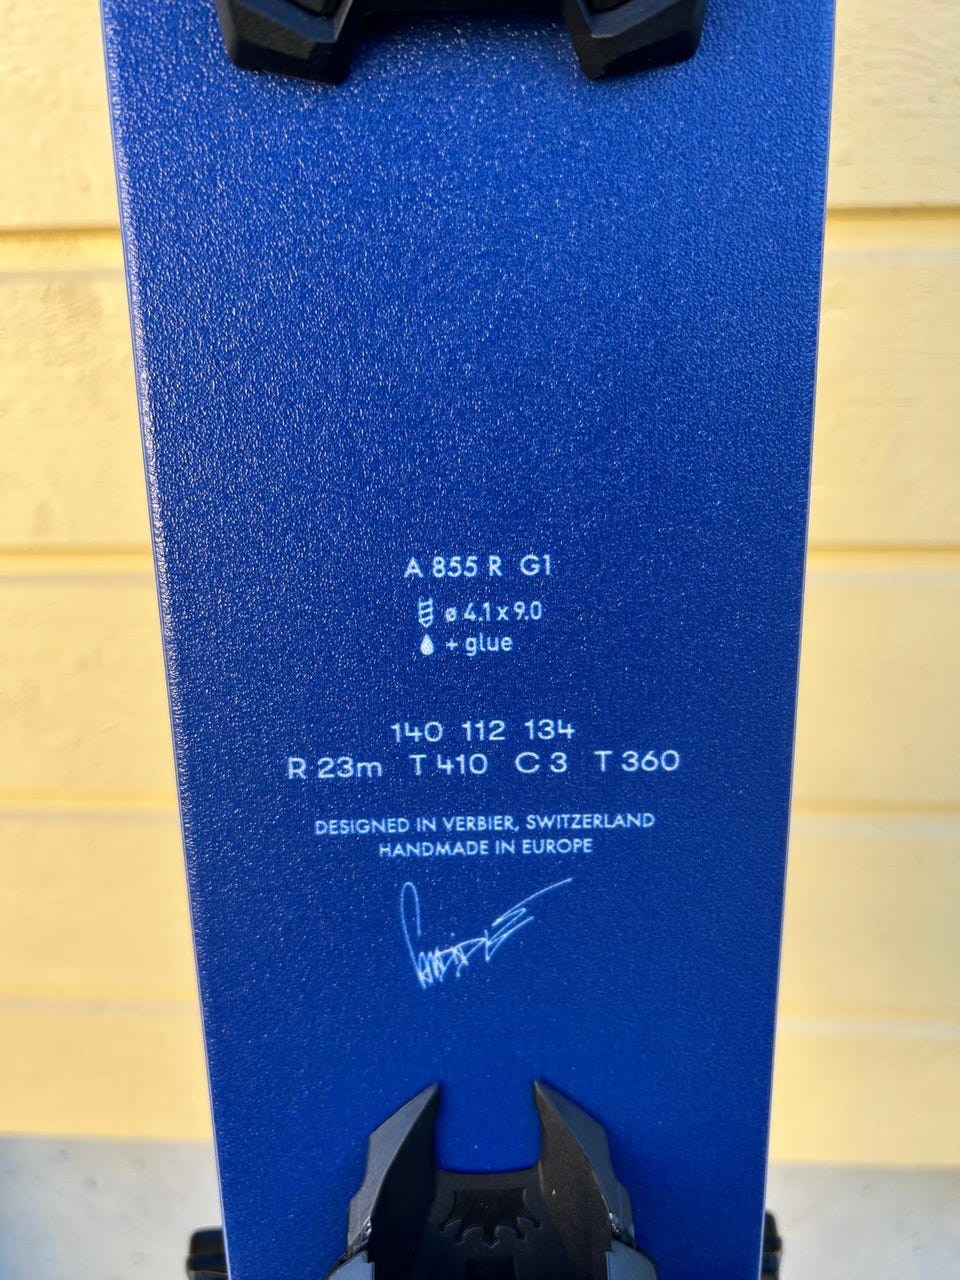 A 855 R G1
ø 4.1 x 9.0
+ glue
140 112 134
R 23m T 410 C 3 T 360
DESIGNED IN VERBIER, SWITZERLAND
HANDMADE IN EUROPE